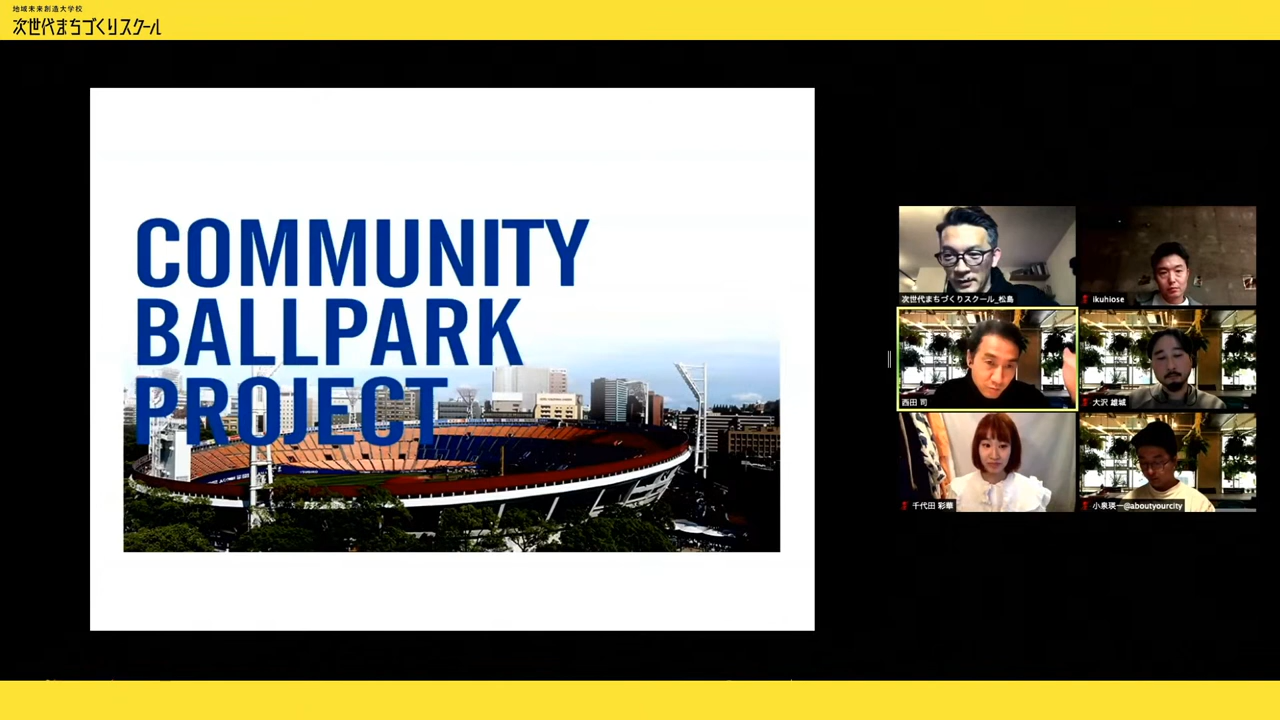 地域未来創造大学校
次世代まちづくりスクール
COMMUNITY
BALLPARK
PROJECT
次世代まちづくりスクール_松島
ikuhiose
西田 司
大沢 雄城
千代田 彩華
小泉瑛一@aboutyourcity